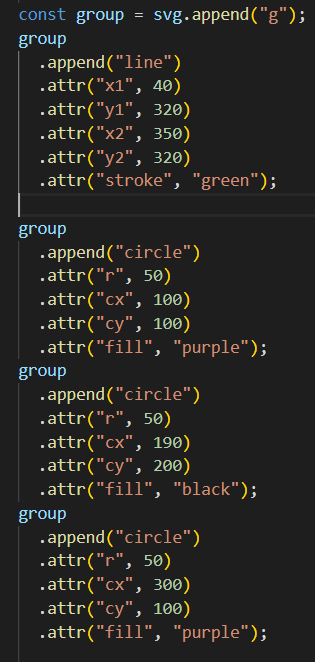 const group = svg.append("g");
group
.append("line")
.attr("x1", 40)
.attr("y1", 320)
.attr("x2", 350)
.attr("y2", 320)
.attr("stroke", "green");
group
.append("circle")
.attr("r", 50)
.attr("cx", 100)
.attr("cy", 100)
.attr("fill", "purple");
group
.append("circle")
.attr("r", 50)
.attr("cx", 190)
.attr("cy", 200)
.attr("fill", "black");
group
.append("circle")
.attr("r", 50)
.attr("cx", 300)
.attr("cy", 100)
.attr("fill", "purple");